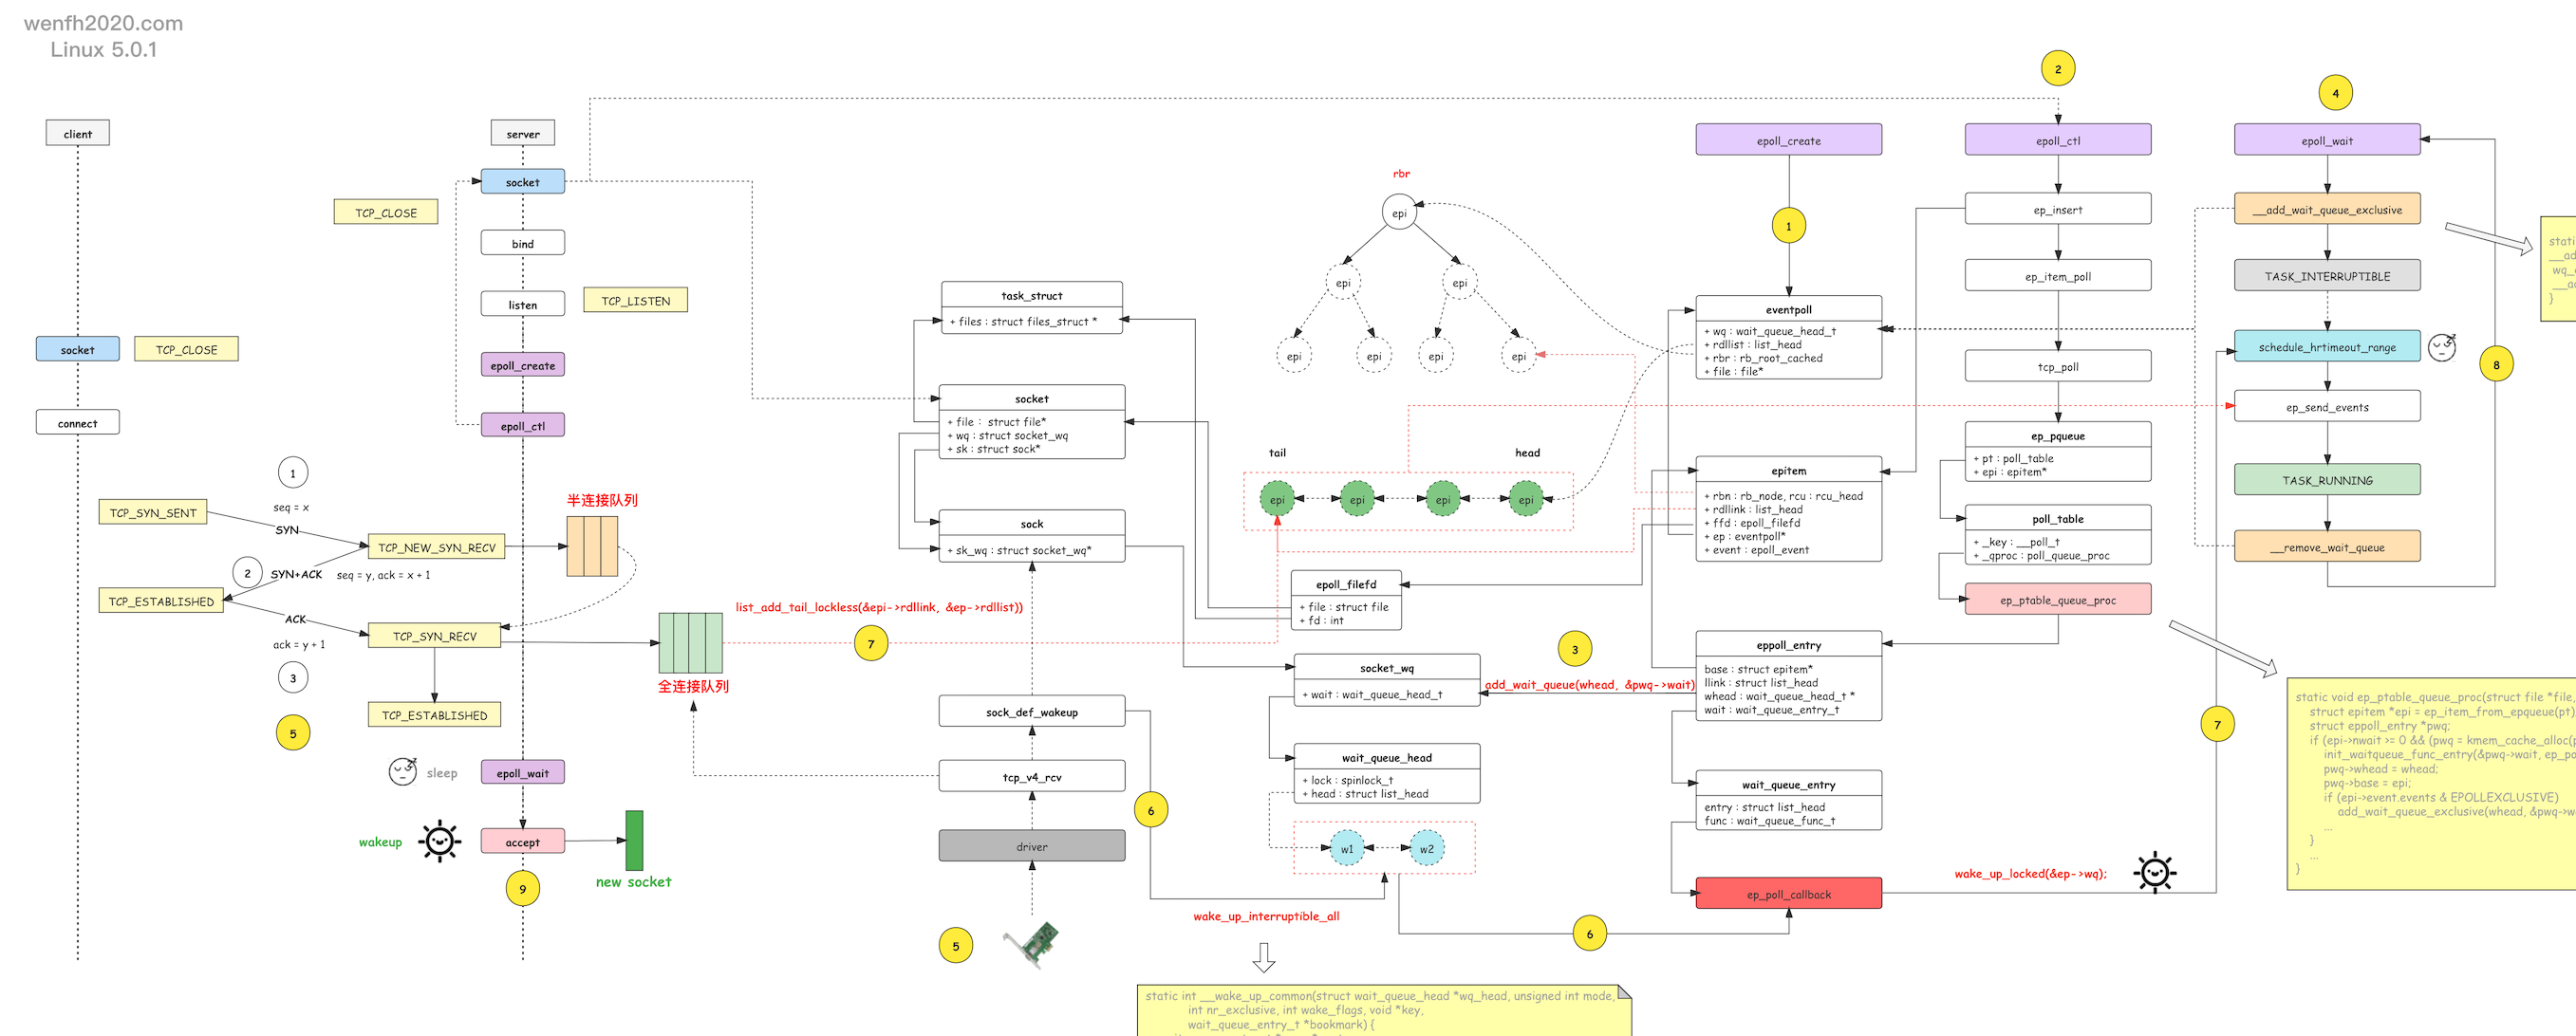 wenfh2020.com
Linux 5.0.1
client
socket
TCP_CLOSE
connect
1
seq = x
TCP_SYN_SENT
SYN
2
SYN+ACK
seq = y, ack = x + 1
TCP_ESTABLISHED
ACK
ack = y + 1
3
5
server
socket
TCP_CLOSE
bind
listen
TCP_LISTEN
epoll_create
epoll_ctl
半连接队列
TCP_NEW_SYN_RECV
TCP_SYN_RECV
全连接队列
TCP_ESTABLISHED
sleep
epoll_wait
wakeup
accept
new socket
9
list_add_tail_lockless(&epi->rdllink, &ep->rdllist))
7
task_struct
+ files : struct files_struct *
socket
+ file : struct file*
+ wq : struct socket_wq
+ sk : struct sock*
sock
+ sk_wq : struct socket_wq*
sock_def_wakeup
tcp_v4_rcv
driver
5
6
rbr
epi
epi
epi
epi
epi
epi
epi
tail
head
epi
epi
epi
epi
epoll_filefd
+ file : struct file
+ fd : int
socket_wq
+ wait : wait_queue_head_t
wait_queue_head
+ lock : spinlock_t
+ head : struct list_head
w1
w2
wake_up_interruptible_all
static int __wake_up_common(struct wait_queue_head *wq_head, unsigned int mode,
int nr_exclusive, int wake_flags, void *key,
wait_queue_entry_t *bookmark) {
3
add_wait_queue(whead, &pwq->wait)
6
epoll_create
1
eventpoll
+ wq : wait_queue_head_t
+ rdllist : list_head
+ rbr : rb_root_cached
+ file : file*
epitem
+ rbn : rb_node, rcu : rcu_head
+ rdllink : list_head
+ ffd : epoll_filefd
+ ep : eventpoll*
+ event : epoll_event
eppoll_entry
base : struct epitem*
llink : struct list_head
whead : wait_queue_head_t *
wait : wait_queue_entry_t
wait_queue_entry
entry : struct list_head
func : wait_queue_func_t
ep_poll_callback
wake_up_locked(&ep->wq);
2
epoll_ctl
ep_insert
ep_item_poll
tcp_poll
ep_pqueue
+ pt : poll_table
+ epi : epitem*
poll_table
+ _key : __poll_t
+ _qproc : poll_queue_proc
ep_ptable_queue_proc
4
epoll_wait
__add_wait_queue_exclusive
TASK_INTERRUPTIBLE
schedule_hrtimeout_range
ep_send_events
TASK_RUNNING
__remove_wait_queue
8
7
stati
__ad
wq_
__a
}
static void ep_ptable_queue_proc(struct file *file,
struct epitem *epi = ep_item_from_epqueue(pt)
struct eppoll_entry *pwq;
if (epi->nwait >= 0 && (pwq = kmem_cache_alloc(p
init_waitqueue_func_entry(&pwq->wait, ep_po
pwq->whead = whead;
pwq->base = epi;
if (epi->event.events & EPOLLEXCLUSIVE)
add_wait_queue_exclusive(whead, &pwq->w
...
}
...
}